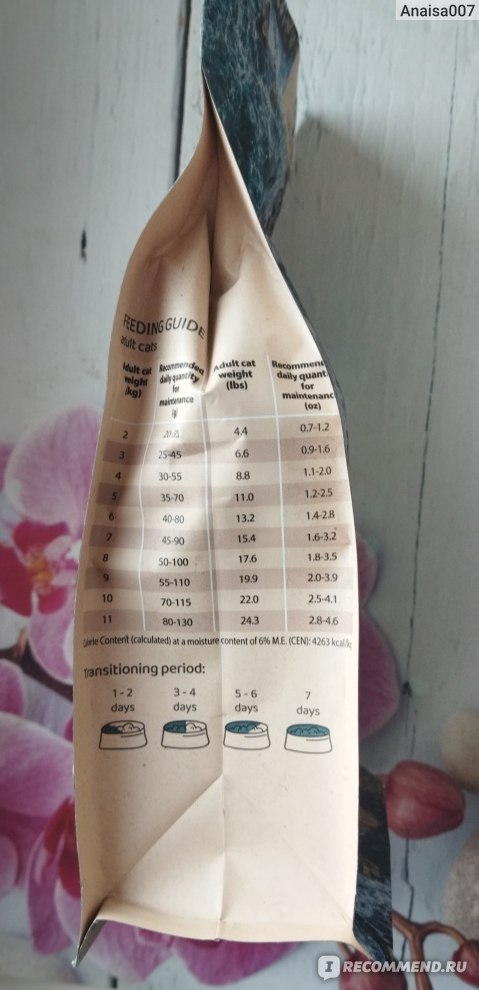 Anaisa007
FEEDING GUIDE
adult cats
Adult cat weight (kg) Recommended daily quantity for maintenance (g) Adult cat weight (lbs) Recommen daily quant for maintenanc (oz)
2 4.4 0.7-1.2
3 25-45 6.6 0.9-1.6
4 30-55 8.8 1.1-2.0
5 35-70 11.0 1.2-2.5
6 40-80 13.2 1.4-2.8
7 45-90 15.4 1.6-3.2
8 50-100 17.6 1.8-3.5
9 55-110 19.9 2.0-3.9
10 70-115 22.0 2.5-4.1
11 80-130 24.3 2.8-4.6
Calorie Content (calculated) at a moisture content of 6% M.E. (CEN): 4263 kcal/kg
Transitioning period:
1-2 days 3-4 days 5-6 days 7 days
IRECOMMEND.RU